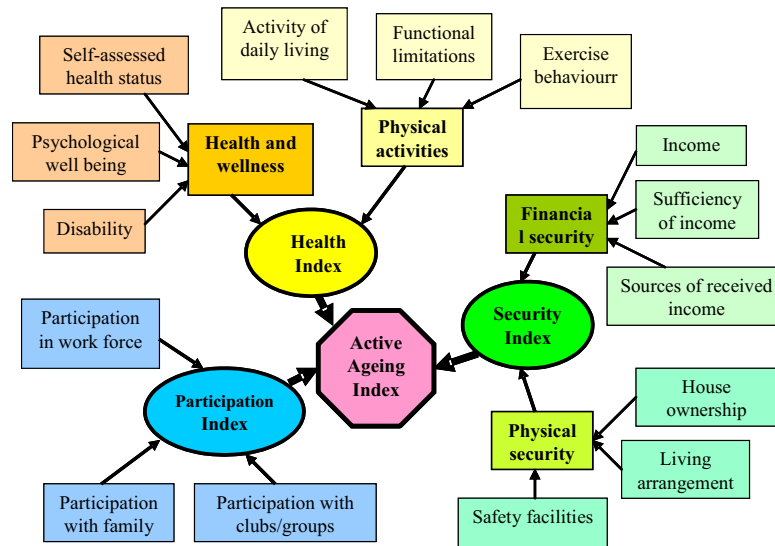 Activity
of daily living
Functional
limitations
Exercise
behaviourr
Self-assessed
health status
Psychological
well being
Disability
Health and
wellness
Physical
activities
Health
Index
Income
Sufficiency
of income
Sources of received
income
Financia
l security
Security
Index
Active
Ageing
Index
Participation
in work force
Participation
Index
Participation
with family
Participation with
clubs/groups
Physical
security
House
ownership
Living
arrangement
Safety facilities